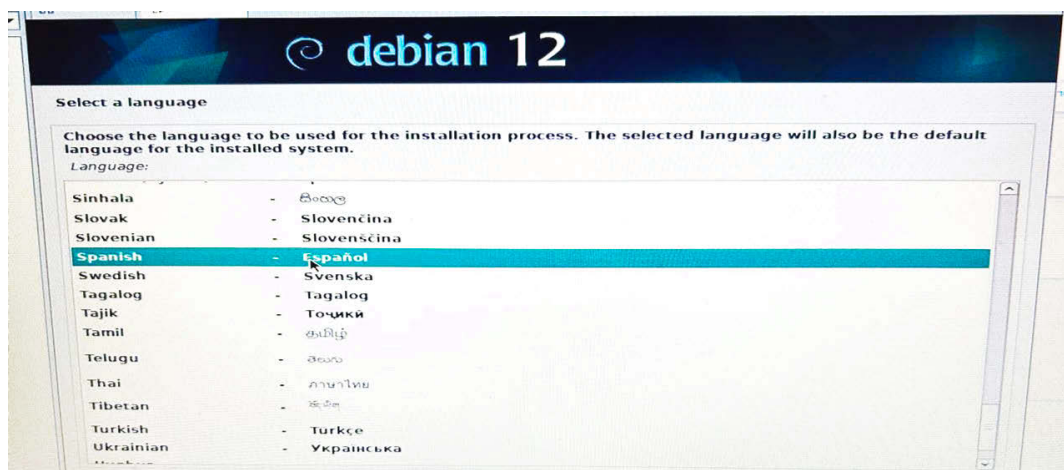 debian 12
Select a language
Choose the language to be used for the installation process. The selected language will also be the default
language for the installed system.
Language:
Sinhala - සිංහල
Slovak - Slovenčina
Slovenian - Slovenščina
Spanish - Español
Swedish - Svenska
Tagalog - Tagalog
Tajik - Тоҷикӣ
Tamil - தமிழ்
Telugu - తెలుగు
Thai - ภาษาไทย
Tibetan -
Turkish - Türkçe
Ukrainian - Українська